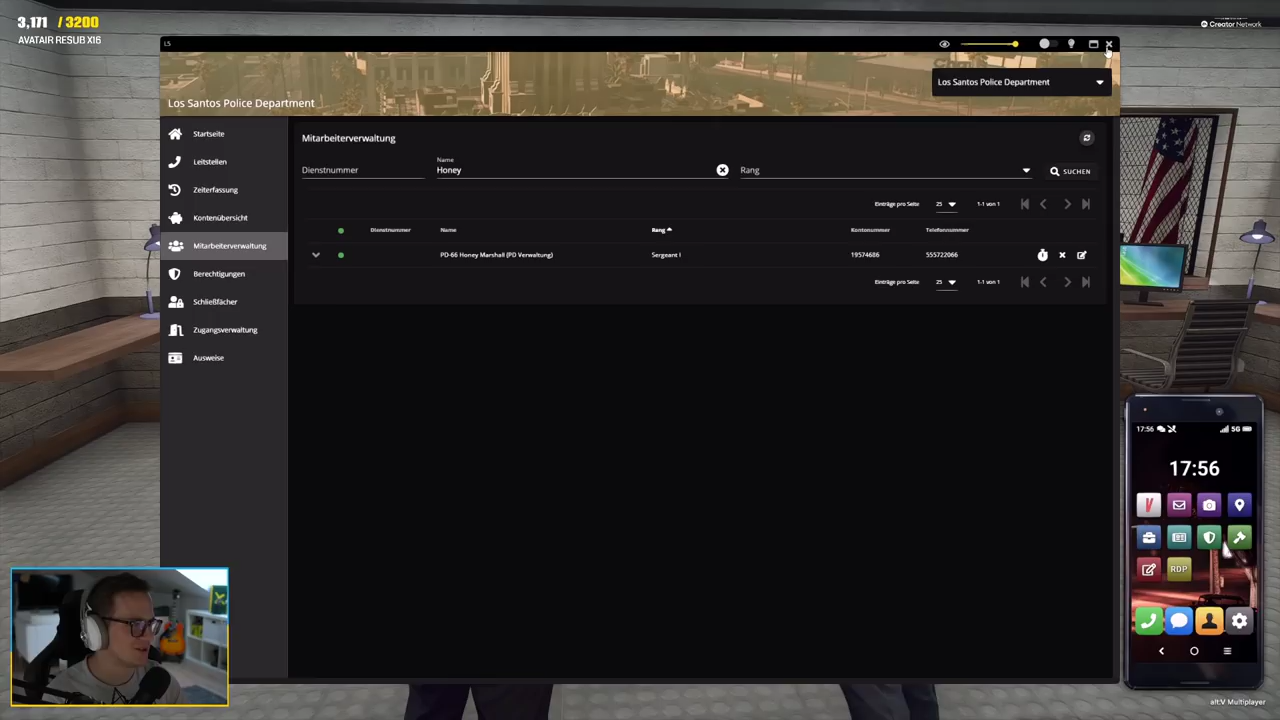 3,171 / 3200
AVATAIR RESUB X16
Creator Network
LS
Los Santos Police Department
Los Santos Police Department
Startseite
Leitstellen
Zeiterfassung
Kontenübersicht
Mitarbeiterverwaltung
Berechtigungen
Schließfächer
Zugangsverwaltung
Ausweise
Mitarbeiterverwaltung
Dienstnummer
Name
Honey
Rang
SUCHEN
Einträge pro Seite 25 1-1 von 1
Dienstnummer Name Rang Kontonummer Telefonnummer
PD-66 Honey Marshall (PD Verwaltung) Sergeant I 19574686 555722066
Einträge pro Seite 25 1-1 von 1
17:56 5G
17:56
RDP
alt:V Multiplayer